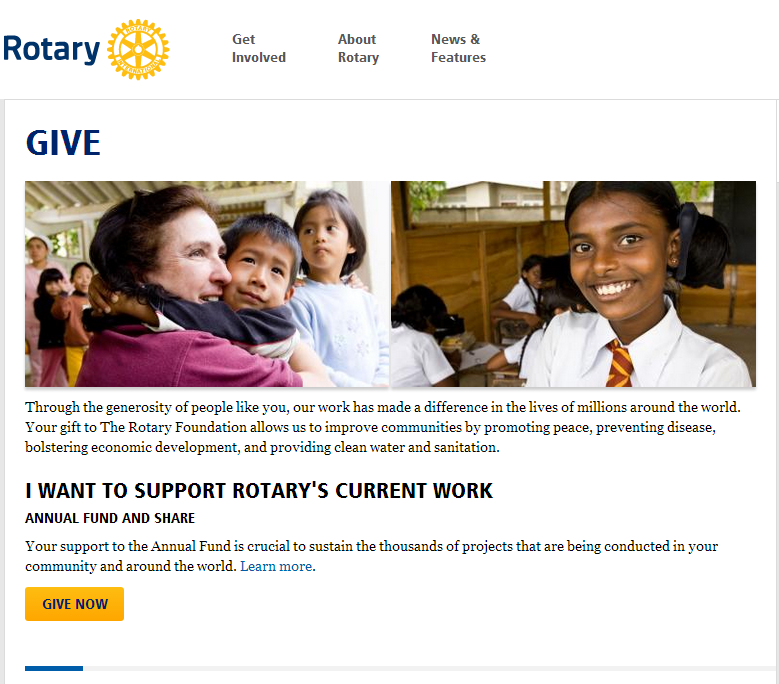 Rotary
ROTARY
INTERNATIONAL
Get
Involved
About
Rotary
News &
Features
GIVE
Through the generosity of people like you, our work has made a difference in the lives of millions around the world.
Your gift to The Rotary Foundation allows us to improve communities by promoting peace, preventing disease,
bolstering economic development, and providing clean water and sanitation.
I WANT TO SUPPORT ROTARY'S CURRENT WORK
ANNUAL FUND AND SHARE
Your support to the Annual Fund is crucial to sustain the thousands of projects that are being conducted in your
community and around the world. Learn more.
GIVE NOW